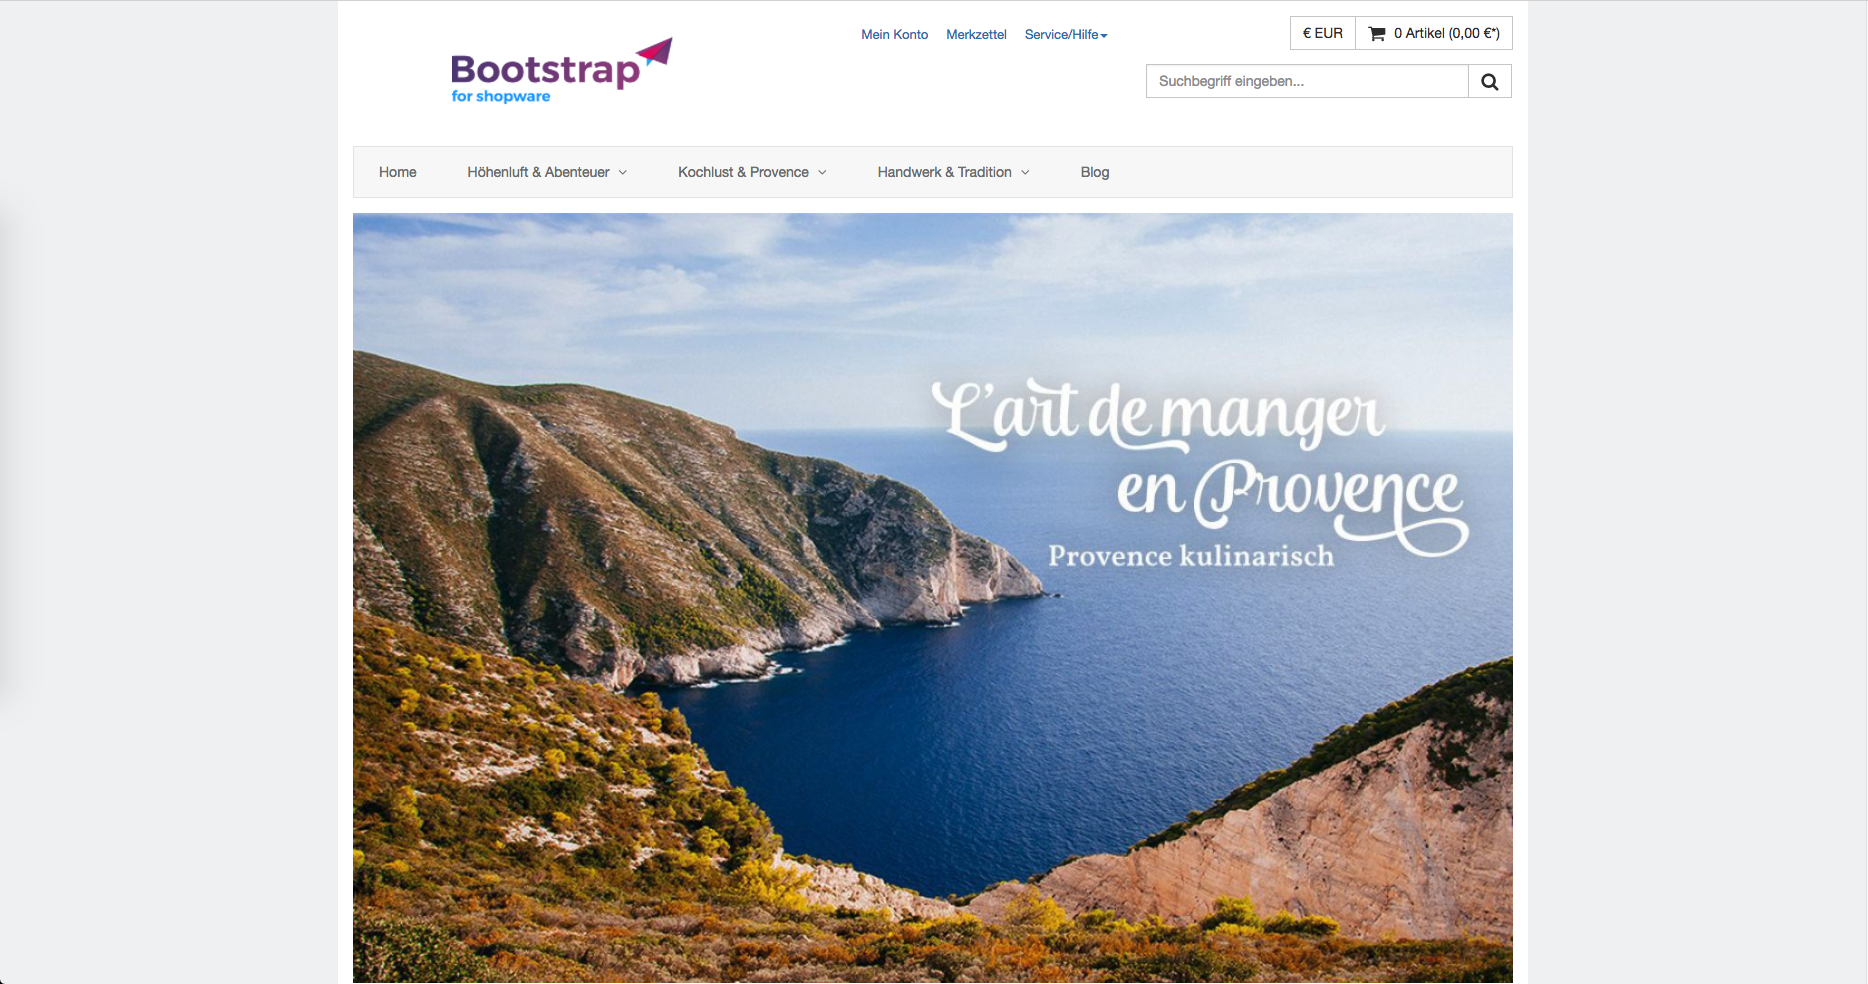 Bootstrap
for shopware
Mein Konto Merkzettel Service/Hilfe
€ EUR 0 Artikel (0,00 €*)
Suchbegriff eingeben...
Home Höhenluft & Abenteuer Kochlust & Provence Handwerk & Tradition Blog
L'art de manger
en Provence
Provence kulinarisch